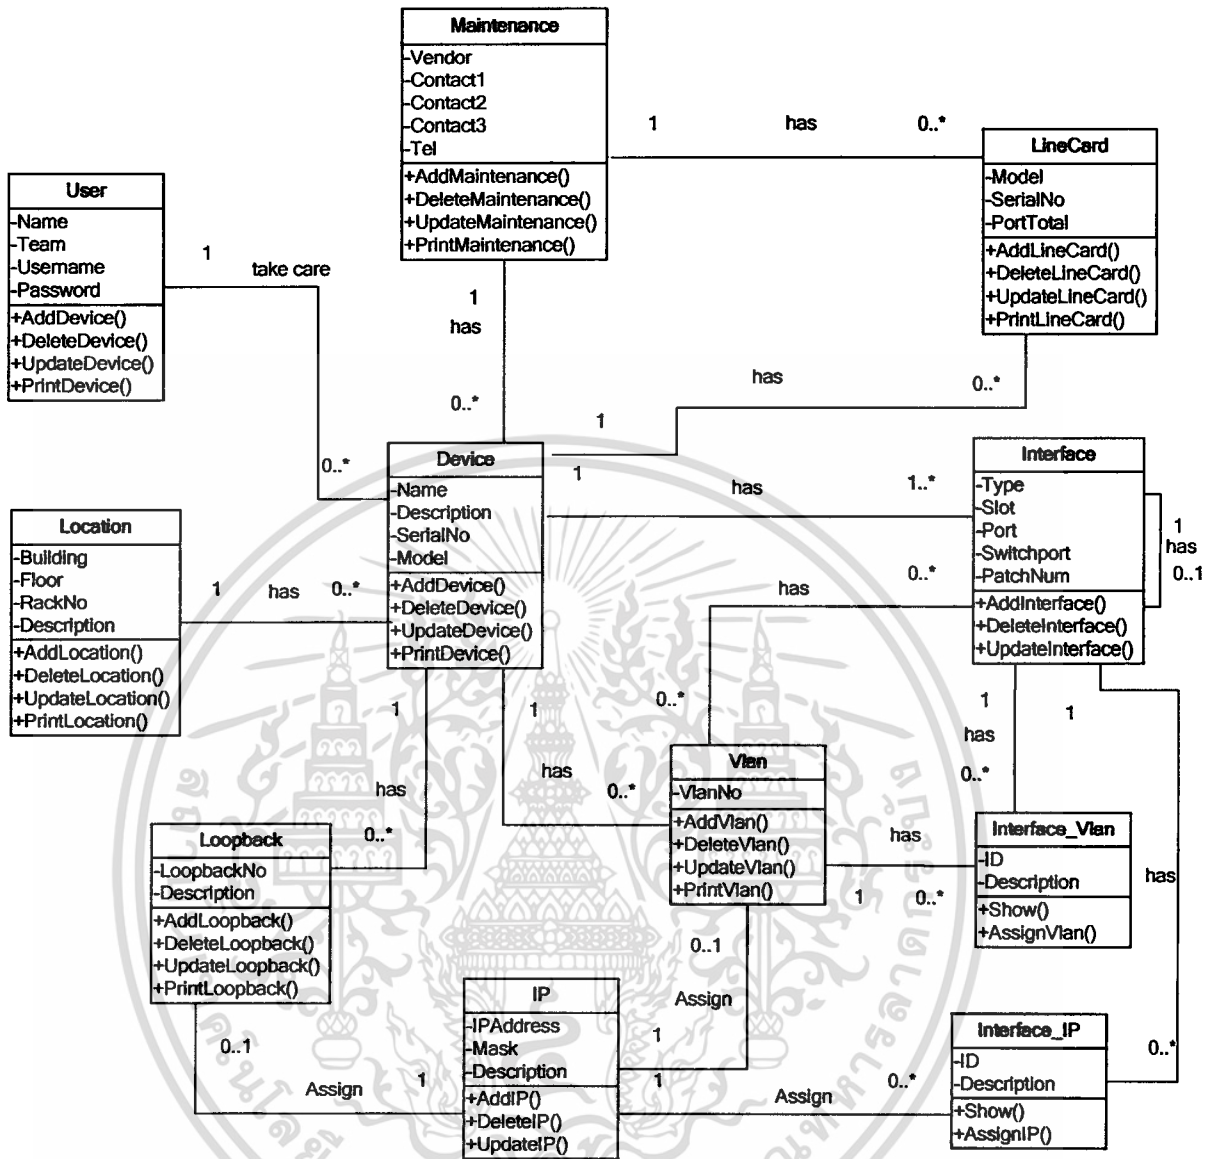 Maintenance
-Vendor
-Contact1
-Contact2
-Contact3
-Tel
+AddMaintenance()
+DeleteMaintenance()
+UpdateMaintenance()
+PrintMaintenance()
1 has 0..*
LineCard
-Model
-SerialNo
-PortTotal
+AddLineCard()
+DeleteLineCard()
+UpdateLineCard()
+PrintLineCard()
User
-Name
-Team
-Username
-Password
+AddDevice()
+DeleteDevice()
+UpdateDevice()
+PrintDevice()
1
take care
0..*
1
has
0..*
1
has
0..*
Device
-Name
-Description
-SerialNo
-Model
+AddDevice()
+DeleteDevice()
+UpdateDevice()
+PrintDevice()
1
has
1..*
Interface
-Type
-Slot
-Port
-Switchport
-PatchNum
+AddInterface()
+DeleteInterface()
+UpdateInterface()
1
has
0..1
Location
-Building
-Floor
-RackNo
-Description
+AddLocation()
+DeleteLocation()
+UpdateLocation()
+PrintLocation()
1 has 0..*
0..*
has
0..*
1
has
0..*
1
has
0..*
Vlan
-VlanNo
+AddVlan()
+DeleteVlan()
+UpdateVlan()
+PrintVlan()
1
has
0..*
1
has
0..*
has
1
0..*
Interface_Vlan
-ID
-Description
+Show()
+AssignVlan()
Loopback
-LoopbackNo
-Description
+AddLoopback()
+DeleteLoopback()
+UpdateLoopback()
+PrintLoopback()
0..1
Assign
1
IP
-IPAddress
-Mask
-Description
+AddIP()
+DeleteIP()
+UpdateIP()
0..1
Assign
1
1
Assign
0..*
Interface_IP
-ID
-Description
+Show()
+AssignIP()